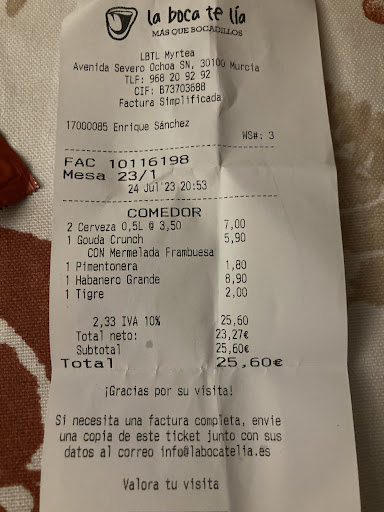 la boca te lía
MÁS QUE BOCADILLOS
LBTL Myrtea
Avenida Severo Ochoa SN, 30100 Murcia
TLF: 968 20 92 92
CIF: B73703688
Factura Simplificada
17000085 Enrique Sánchez
WS#: 3
FAC 10116198
Mesa 23/1
24 Jul'23 20:53
COMEDOR
2 Cerveza 0,5L @ 3,50 7,00
1 Gouda Crunch 5,90
CON Mermelada Frambuesa
1 Pimentonera 1,80
1 Habanero Grande 8,90
1 Tigre 2,00
2,33 IVA 10% 25,60
Total neto: 23,27€
Subtotal 25,60€
Total 25,60€
¡Gracias por su visita!
Si necesita una factura completa, envie
una copia de este ticket junto con sus
datos al correo info@labocatelia.es
Valora tu visita